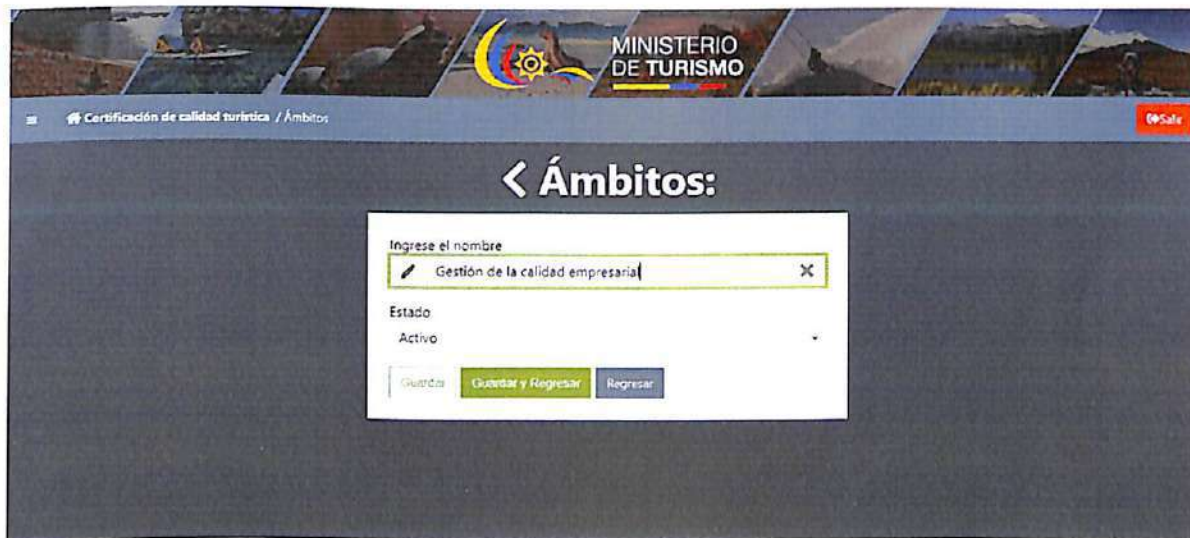 MINISTERIO
DE TURISMO
Certificación de calidad turística / Ámbitos
Salir
< Ámbitos:
Ingrese el nombre
Gestión de la calidad empresarial
Estado
Activo
Guardar Guardar y Regresar Regresar